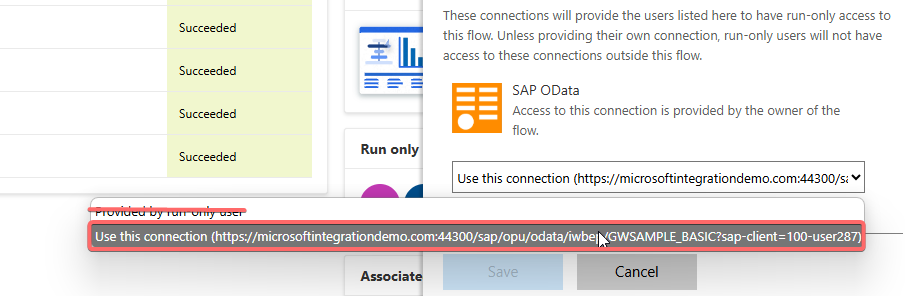 Succeeded
Succeeded
Succeeded
Succeeded
Run only
Associate
These connections will provide the users listed here to have run-only access to
this flow. Unless providing their own connection, run-only users will not have
access to these connections outside this flow.
SAP OData
Access to this connection is provided by the owner of the
flow.
Use this connection (https://microsoftintegrationdemo.com:44300/sa
Provided by run-only user
Use this connection (https://microsoftintegrationdemo.com:44300/sap/opu/odata/iwbep/GWSAMPLE_BASIC?sap-client=100-user287)
Save
Cancel